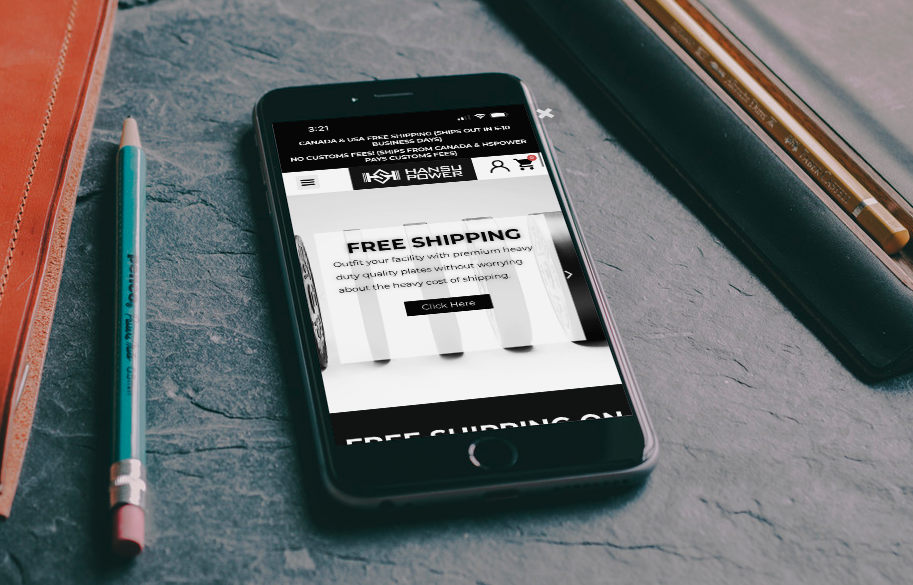 3:21
CANADA & USA FREE SHIPPING (SHIPS OUT IN 5-10
BUSINESS DAYS)
NO CUSTOMS FEES! (SHIPS FROM CANADA & HSPOWER
PAYS CUSTOMS FEES)
HANSU
POWER
FREE SHIPPING
Outfit your facility with premium heavy
duty quality plates without worrying
about the heavy cost of shipping.
Click Here
FREE SHIPPING ON